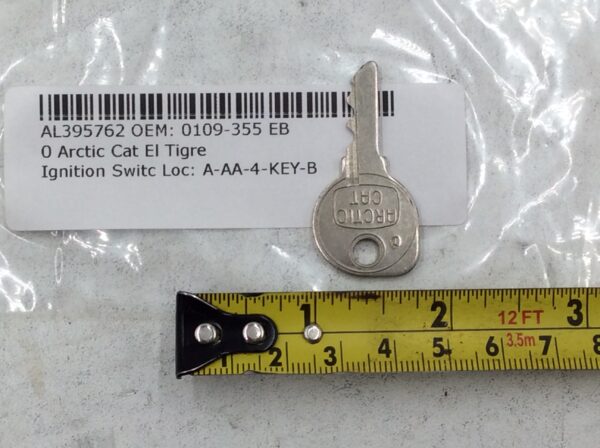 AL395762 OEM: 0109-355 EB
0 Arctic Cat El Tigre
Ignition Switc Loc: A-AA-4-KEY-B
ARCTIC
CAT
1 2 12 FT 3
2 3 4 5 6 3.5m 7 8